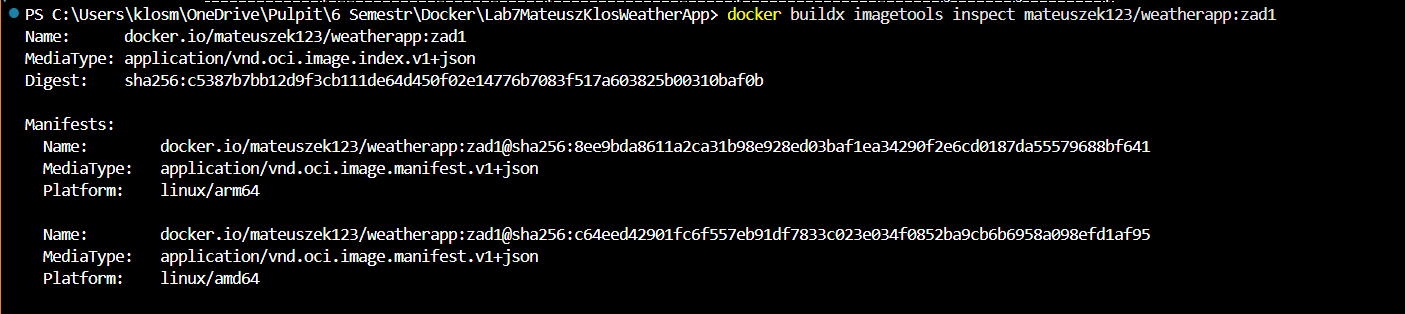 PS C:\Users\klosm\OneDrive\Pulpit\6 Semestr\Docker\Lab7MateuszKlosWeatherApp> docker buildx imagetools inspect mateuszek123/weatherapp:zad1
Name:      docker.io/mateuszek123/weatherapp:zad1
MediaType: application/vnd.oci.image.index.v1+json
Digest:    sha256:c5387b7bb12d9f3cb111de64d450f02e14776b7083f517a603825b00310baf0b
Manifests:
  Name:        docker.io/mateuszek123/weatherapp:zad1@sha256:8ee9bda8611a2ca31b98e928ed03baf1ea34290f2e6cd0187da55579688bf641
  MediaType:   application/vnd.oci.image.manifest.v1+json
  Platform:    linux/arm64
  Name:        docker.io/mateuszek123/weatherapp:zad1@sha256:c64eed42901fc6f557eb91df7833c023e034f0852ba9cb6b6958a098efd1af95
  MediaType:   application/vnd.oci.image.manifest.v1+json
  Platform:    linux/amd64